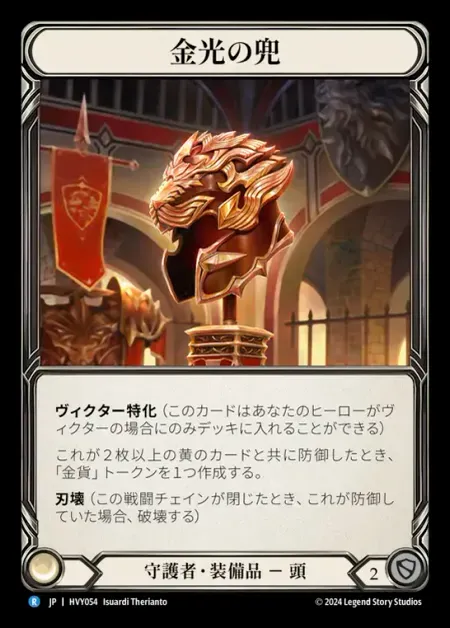 金光の兜
ヴィクター特化（このカードはあなたのヒーローがヴ
ィクターの場合にのみデッキに入れることができる）
これが２枚以上の黄のカードと共に防御したとき、
「金貨」トークンを１つ作成する。
刃壊（この戦闘チェインが閉じたとき、これが防御し
ていた場合、破壊する）
守護者・装備品 － 頭
2
R JP | HVY054 Isuardi Therianto
© 2024 Legend Story Studios